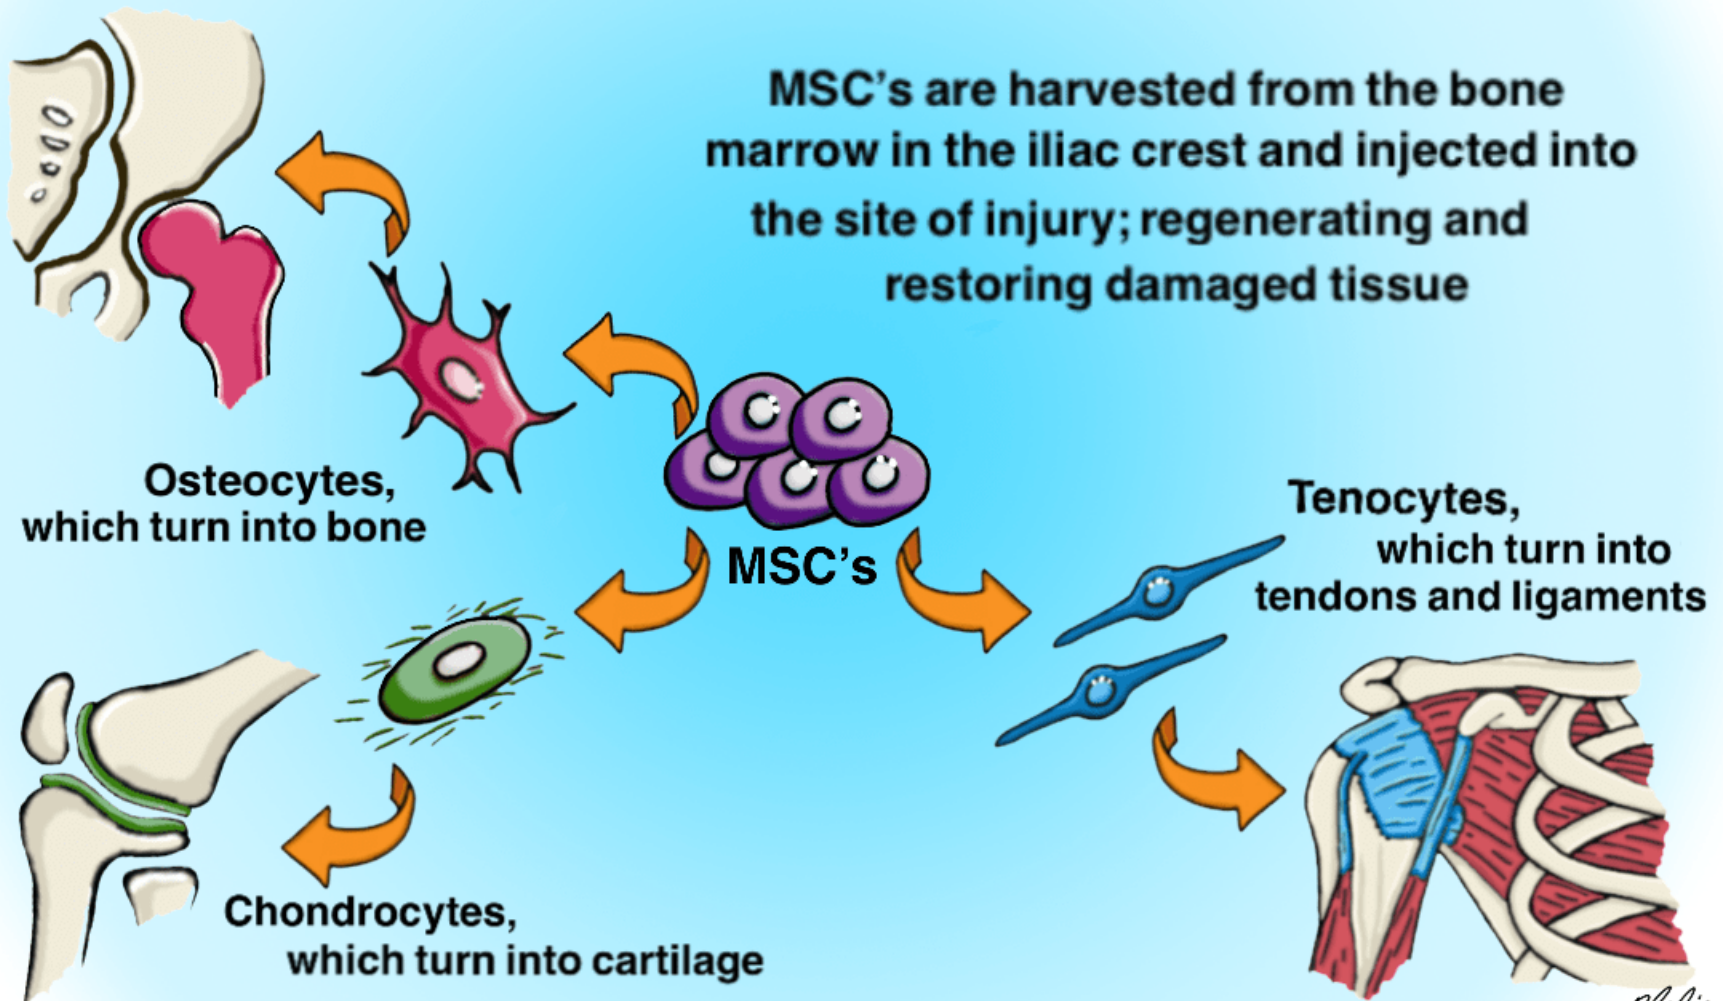 MSC's are harvested from the bone
marrow in the iliac crest and injected into
the site of injury; regenerating and
restoring damaged tissue
Osteocytes,
which turn into bone
MSC's
Tenocytes,
which turn into
tendons and ligaments
Chondrocytes,
which turn into cartilage